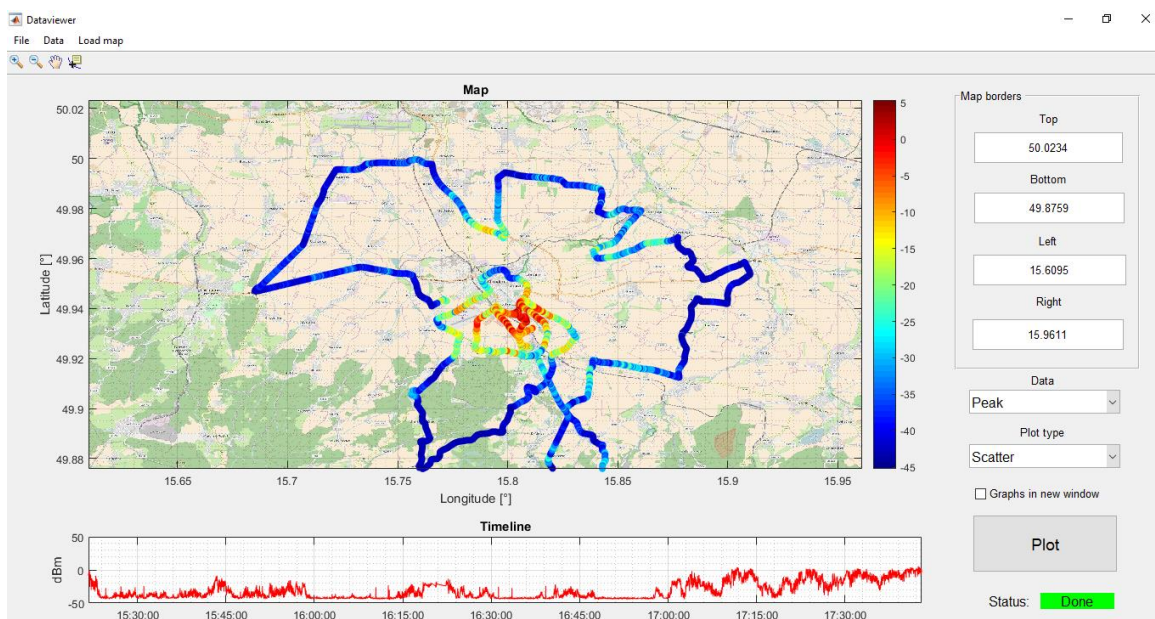 Dataviewer
File Data Load map
Map
50.02
50
49.98
49.96
49.94
49.92
49.9
49.88
Latitude [°]
15.65 15.7 15.75 15.8 15.85 15.9 15.95
Longitude [°]
5
0
-5
-10
-15
-20
-25
-30
-35
-40
-45
Map borders
Top
50.0234
Bottom
49.8759
Left
15.6095
Right
15.9611
Data
Peak
Plot type
Scatter
Graphs in new window
Plot
Status: Done
Timeline
50
0
-50
dBm
15:30:00 15:45:00 16:00:00 16:15:00 16:30:00 16:45:00 17:00:00 17:15:00 17:30:00